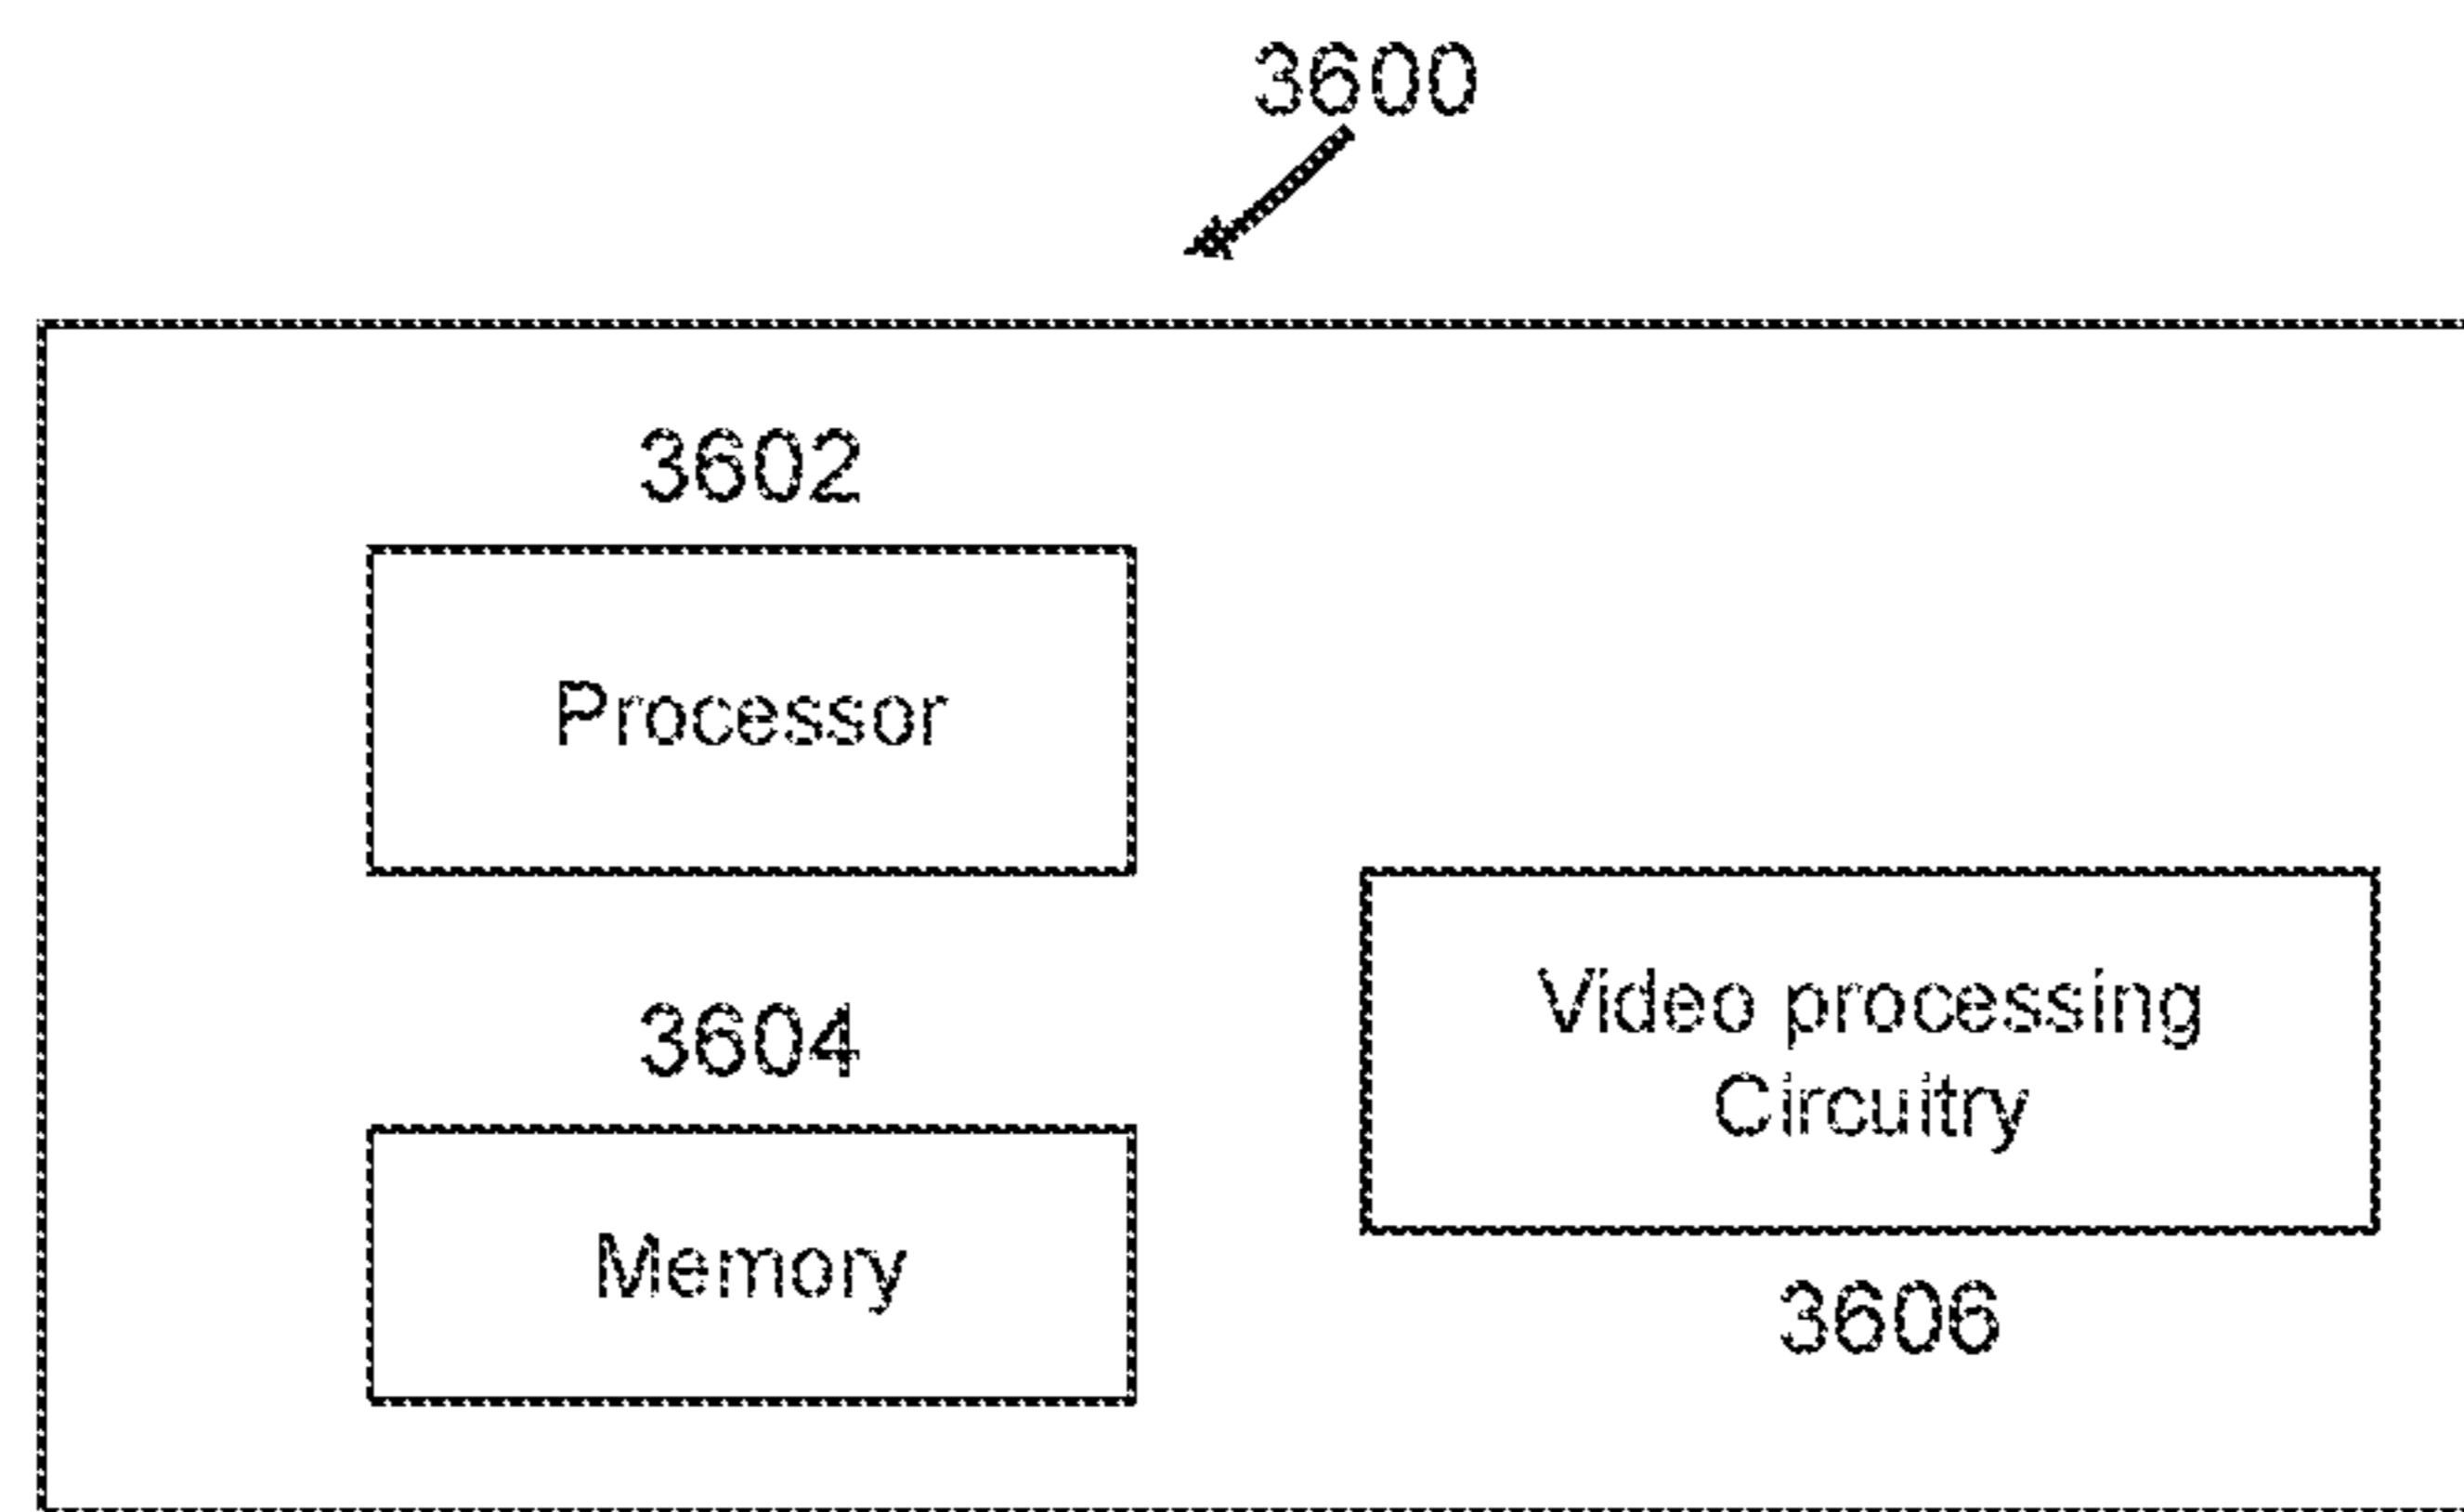 3600
3602
Processor
3604
Memory
Video processing
Circuitry
3606